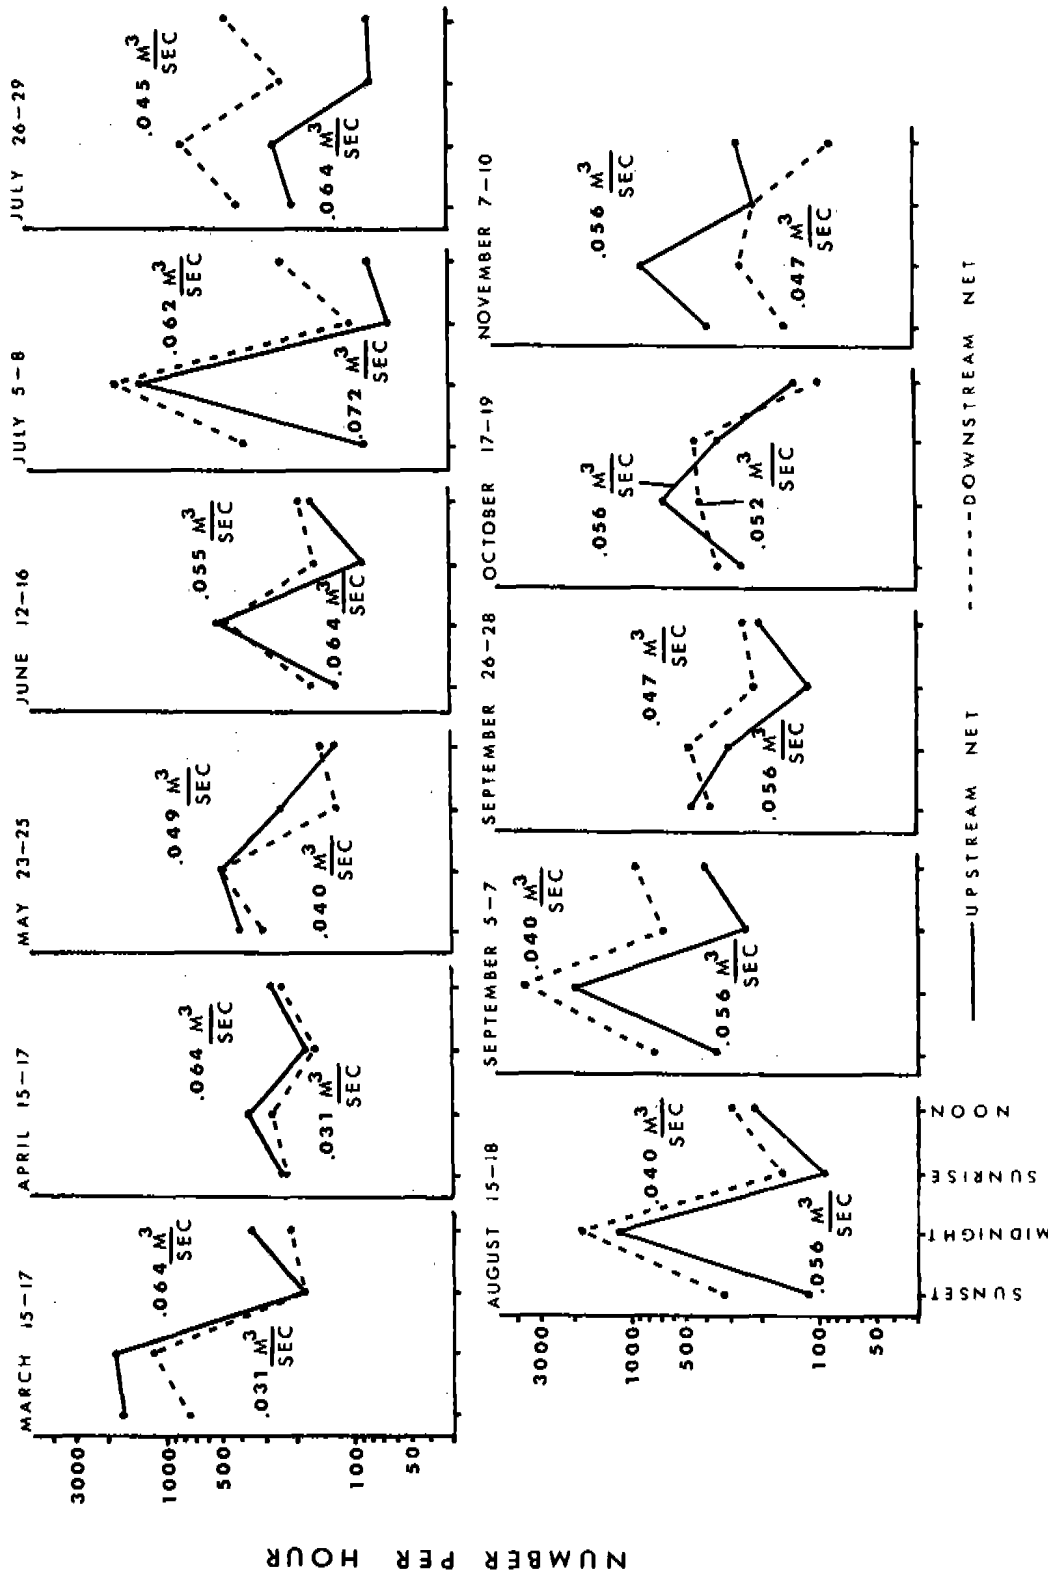 NUMBER PER HOUR
3000
1000
500
100
50
MARCH 15-17
.064 M³/SEC
.031 M³/SEC
APRIL 15-17
.064 M³/SEC
.031 M³/SEC
MAY 23-25
.049 M³/SEC
.040 M³/SEC
JUNE 12-16
.055 M³/SEC
.064 M³/SEC
JULY 5-8
.062 M³/SEC
.072 M³/SEC
JULY 26-29
.045 M³/SEC
.064 M³/SEC
3000
1000
500
100
50
AUGUST 15-18
.040 M³/SEC
.056 M³/SEC
SUNSET
MIDNIGHT
SUNRISE
NOON
SEPTEMBER 5-7
.040 M³/SEC
.056 M³/SEC
SEPTEMBER 26-28
.047 M³/SEC
.056 M³/SEC
OCTOBER 17-19
.056 M³/SEC
.052 M³/SEC
NOVEMBER 7-10
.056 M³/SEC
.047 M³/SEC
UPSTREAM NET
DOWNSTREAM NET